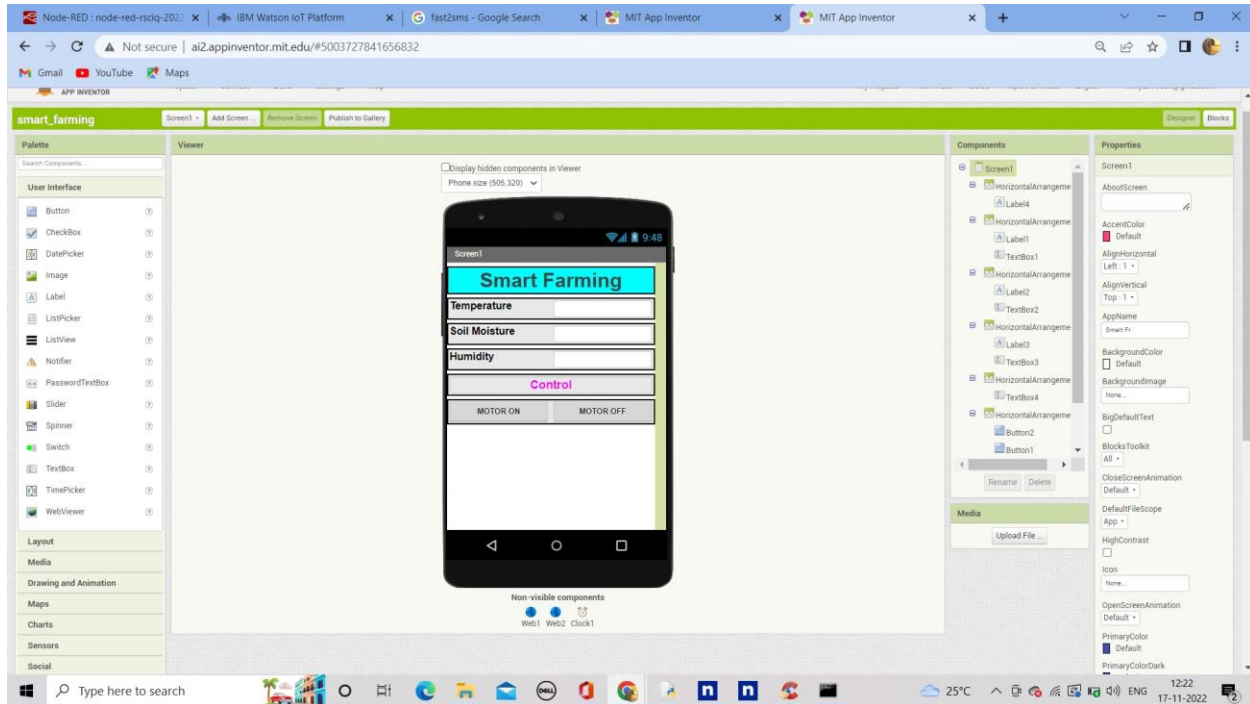 Node-RED : node-red-rsciq-2022
IBM Watson IoT Platform
fast2sms - Google Search
MIT App Inventor
MIT App Inventor
Not secure | ai2.appinventor.mit.edu/#5003727841656832
Gmail
YouTube
Maps
APP INVENTOR
smart_farming
Screen1
Add Screen ...
Remove Screen
Publish to Gallery
Designer
Blocks
Palette
Search Components...
User Interface
Button
CheckBox
DatePicker
Image
Label
ListPicker
ListView
Notifier
PasswordTextBox
Slider
Spinner
Switch
TextBox
TimePicker
WebViewer
Layout
Media
Drawing and Animation
Maps
Charts
Sensors
Social
Viewer
Display hidden components in Viewer
Phone size (505,320)
9:48
Screen1
Smart Farming
Temperature
Soil Moisture
Humidity
Control
MOTOR ON
MOTOR OFF
Non-visible components
Web1 Web2 Clock1
Components
Screen1
HorizontalArrangeme
Label4
HorizontalArrangeme
Label1
TextBox1
HorizontalArrangeme
Label2
TextBox2
HorizontalArrangeme
Label3
TextBox3
HorizontalArrangeme
TextBox4
HorizontalArrangeme
Button2
Button1
Rename
Delete
Media
Upload File ...
Properties
Screen1
AboutScreen
AccentColor
Default
AlignHorizontal
Left : 1
AlignVertical
Top : 1
AppName
Smart Fr
BackgroundColor
Default
BackgroundImage
None...
BigDefaultText
BlocksToolkit
All
CloseScreenAnimation
Default
DefaultFileScope
App
HighContrast
Icon
None...
OpenScreenAnimation
Default
PrimaryColor
Default
PrimaryColorDark
Type here to search
DELL
25°C
ENG
12:22
17-11-2022
2